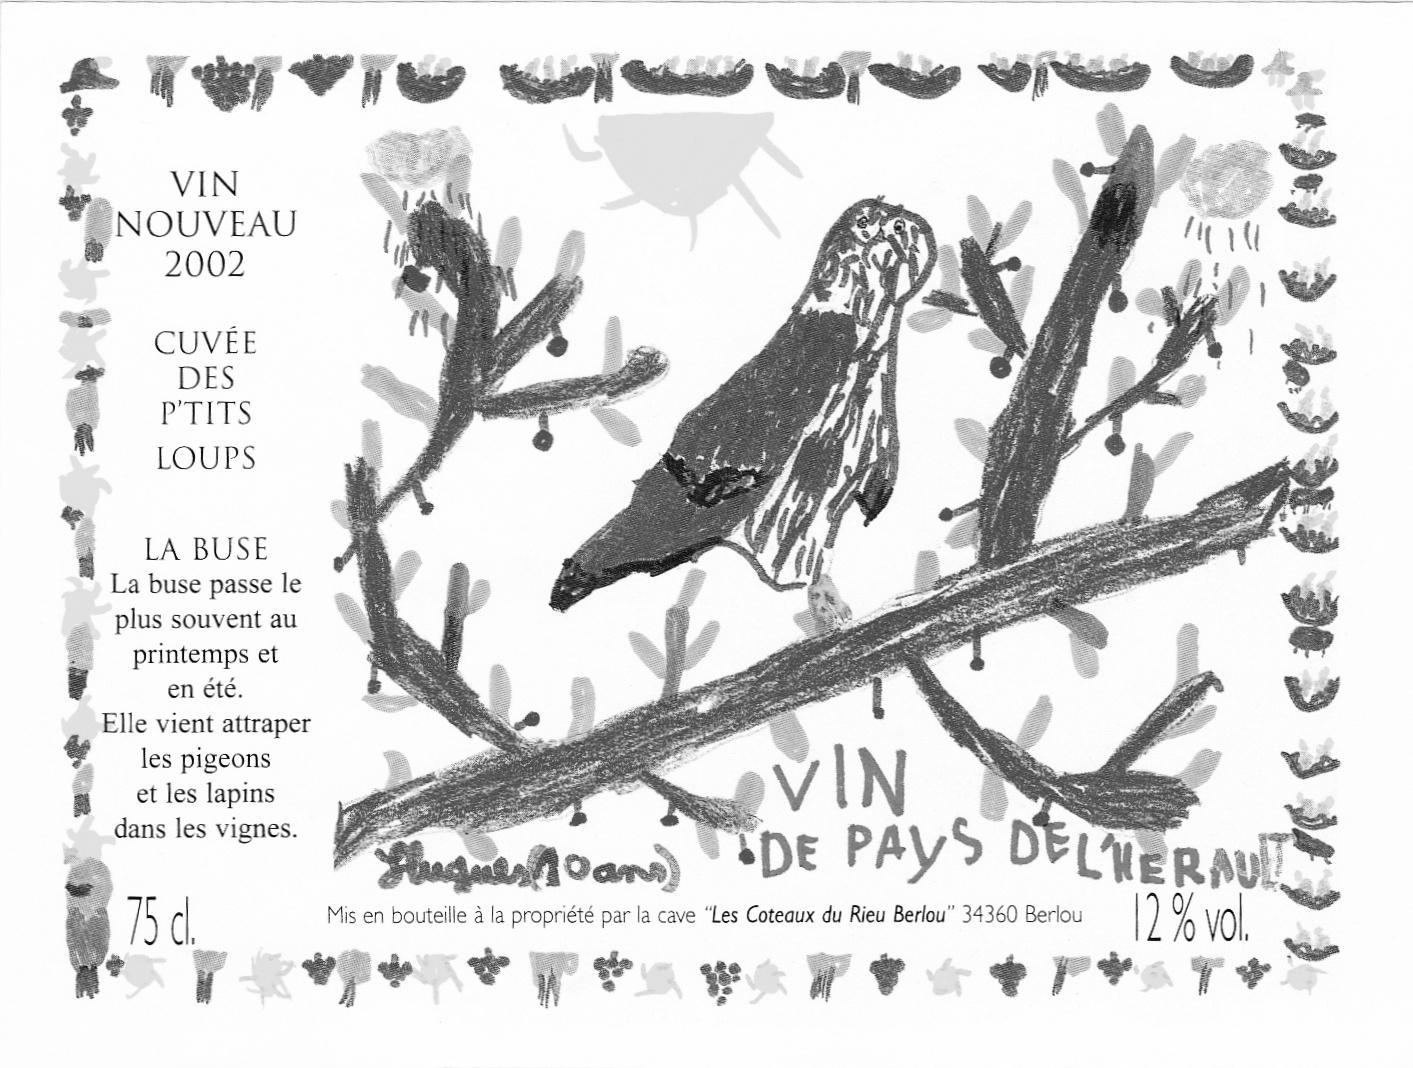 VIN
NOUVEAU
2002
CUVÉE
DES
P'TITS
LOUPS
LA BUSE
La buse passe le
plus souvent au
printemps et
en été.
Elle vient attraper
les pigeons
et les lapins
dans les vignes.
VIN
DE PAYS DE L'HERAULT
Hugues (10 ans)
75 cl.
Mis en bouteille à la propriété par la cave "Les Coteaux du Rieu Berlou" 34360 Berlou
12 % vol.